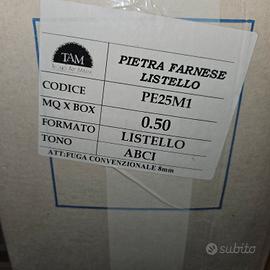 TAM
PIETRA FARNESE
LISTELLO
CODICE
PE25M1
MQ X BOX
0.50
FORMATO
LISTELLO
TONO
ABCI
ATT:FUGA CONVENZIONALE 8mm
subito